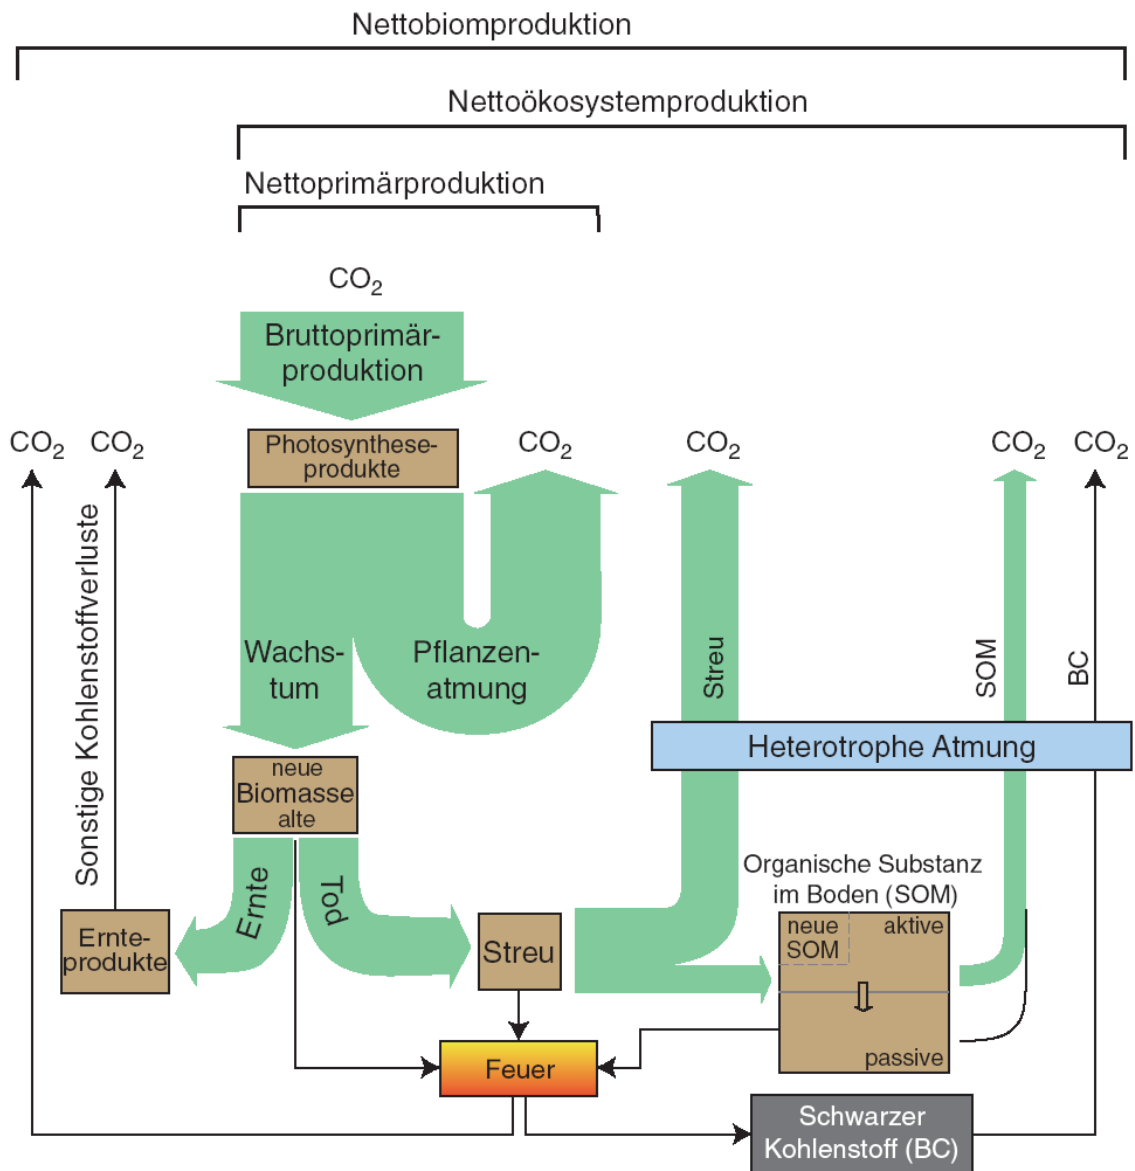 Nettobiomproduktion
Nettoökosystemproduktion
Nettoprimärproduktion
CO2
Bruttoprimär-
produktion
CO2 CO2
Photosynthese-
produkte
CO2
CO2
CO2
CO2
Sonstige Kohlenstoffverluste
Wachs-
tum
Pflanzen-
atmung
Streu
SOM
BC
Heterotrophe Atmung
neue
Biomasse
alte
Ernte
Tod
Ernte-
produkte
Streu
Organische Substanz
im Boden (SOM)
neue
SOM
aktive
passive
Feuer
Schwarzer
Kohlenstoff (BC)